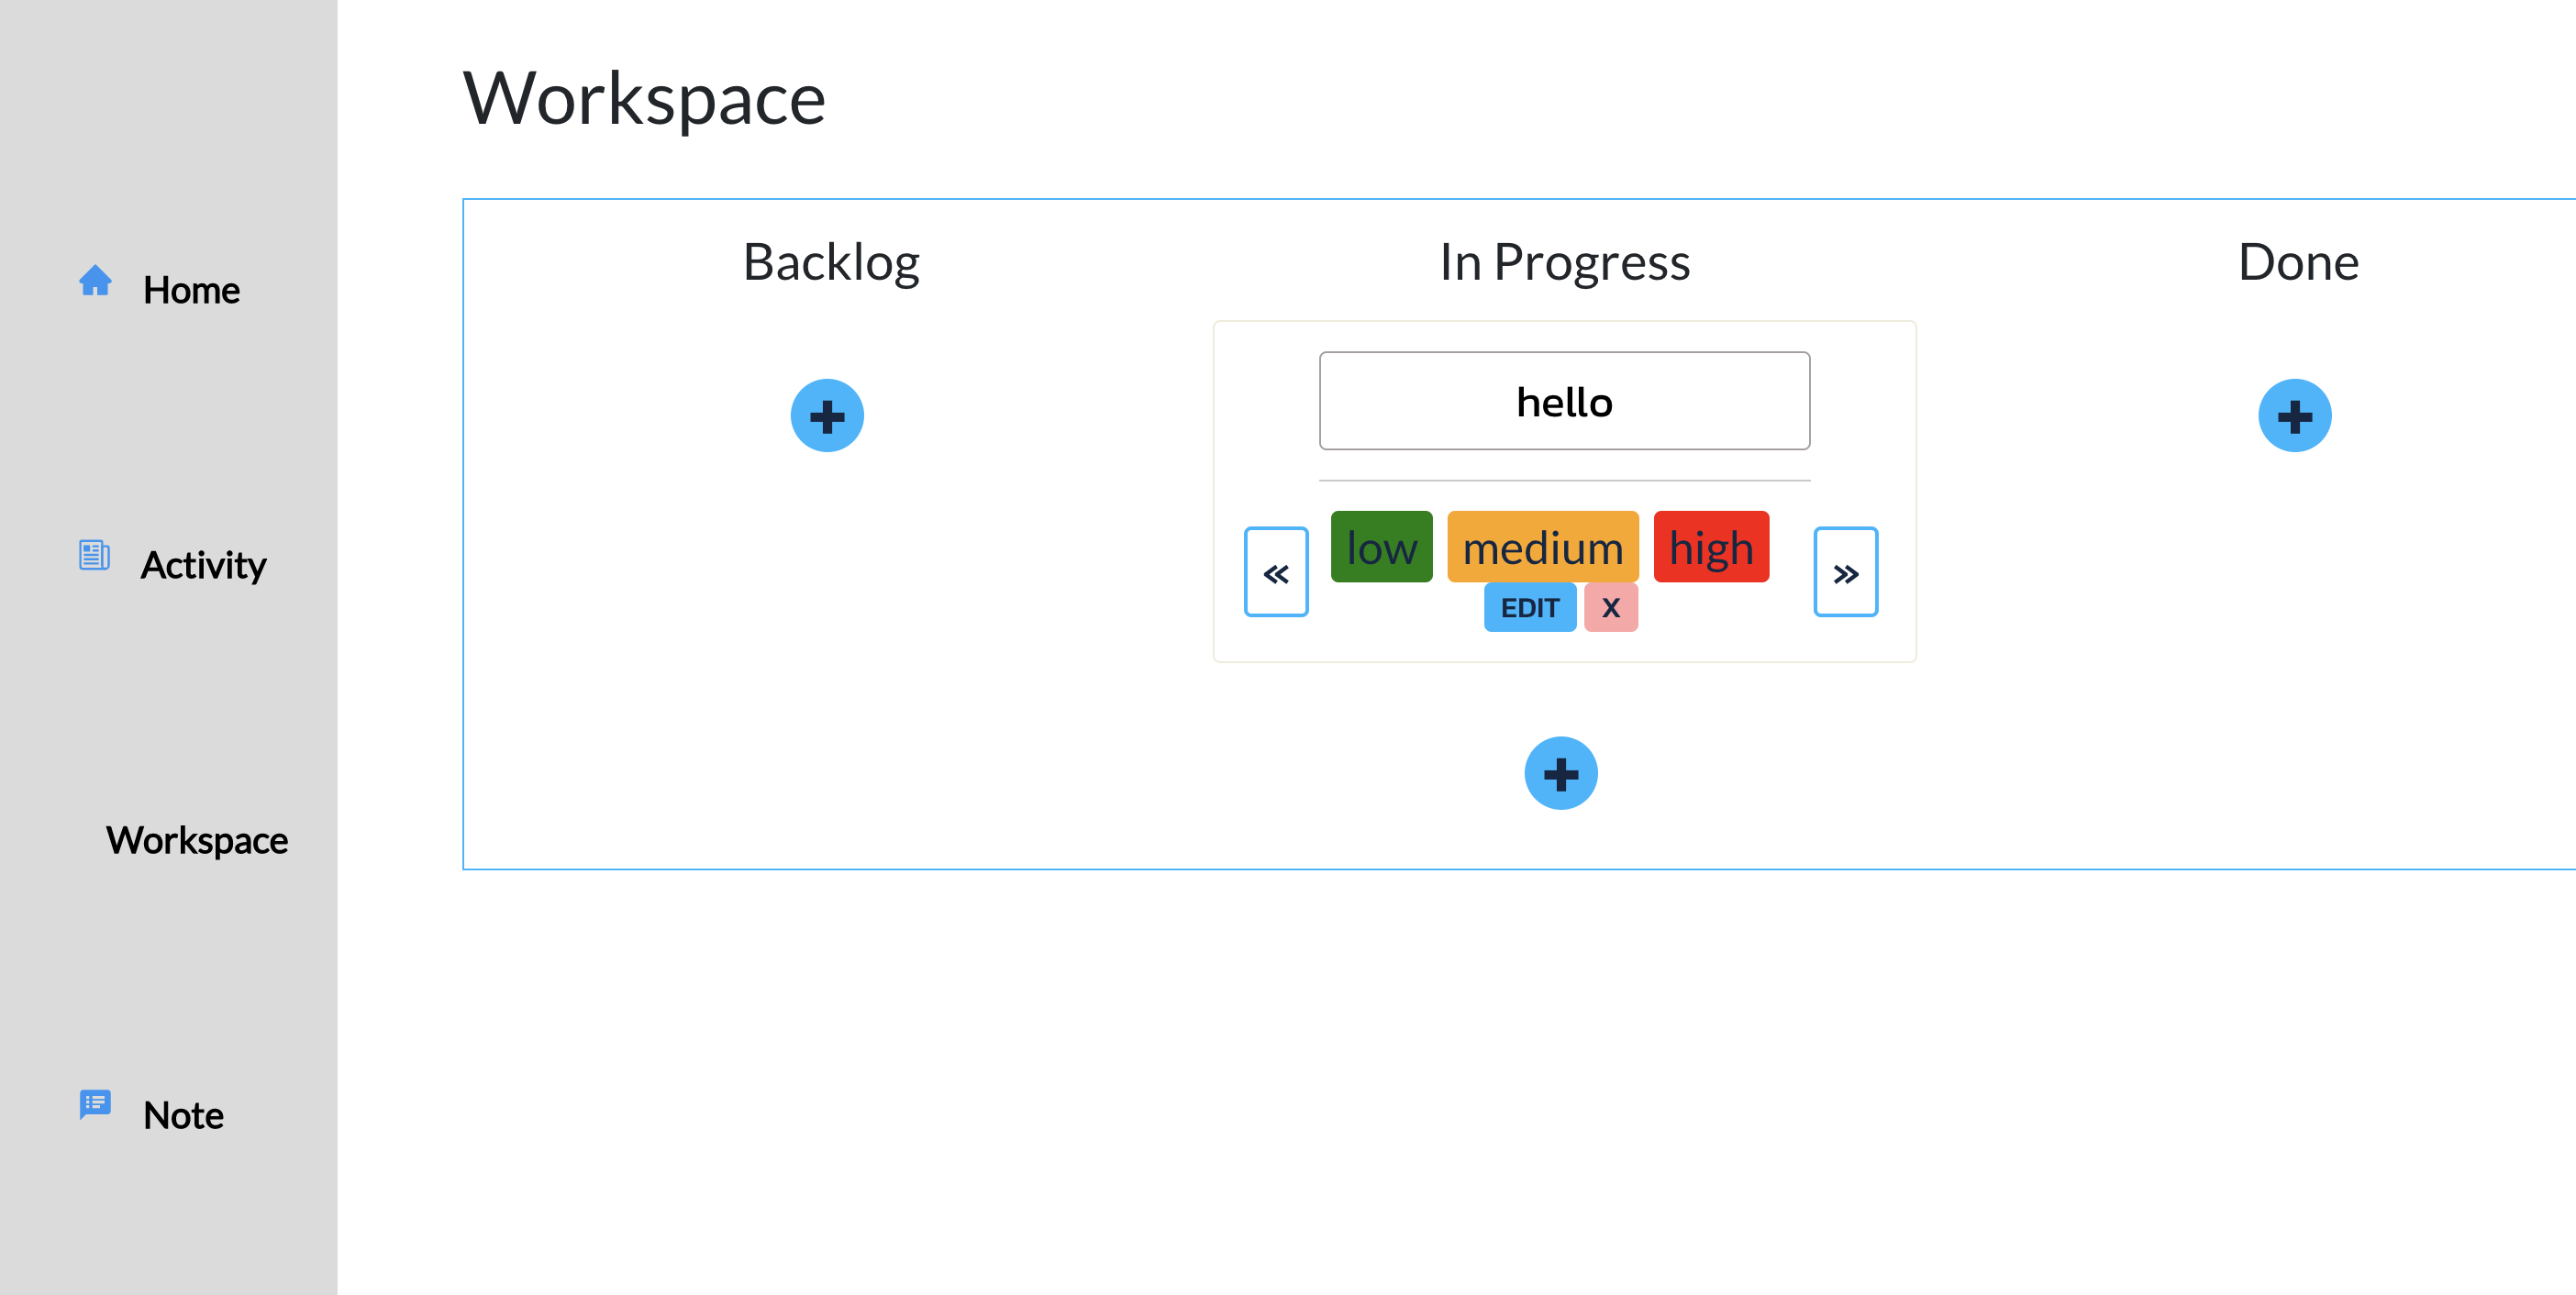 Workspace
Home
Activity
Workspace
Note
Backlog
In Progress
Done
hello
«
low
medium
high
»
EDIT
X